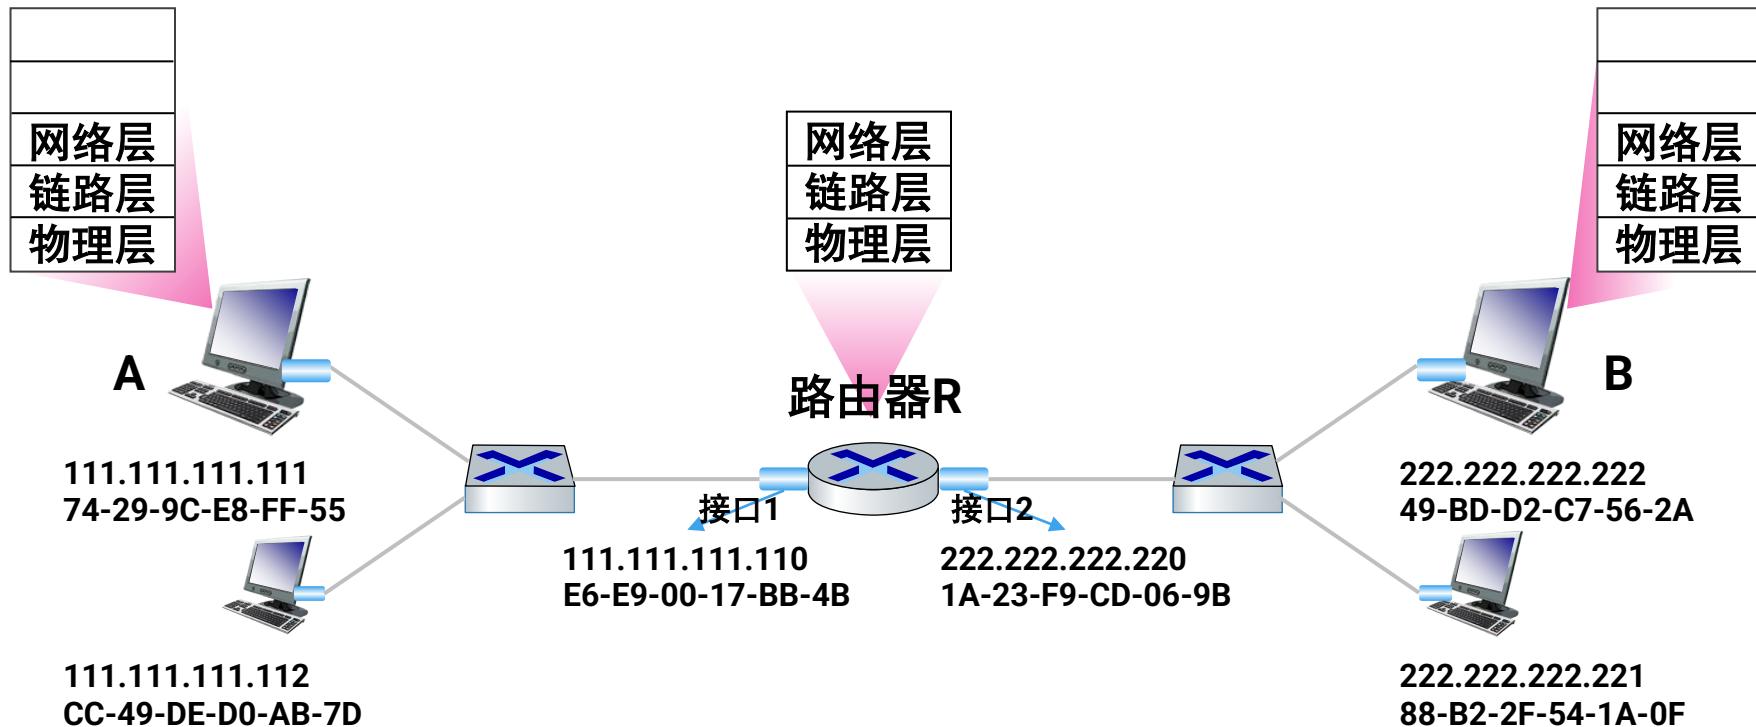 网络层
链路层
物理层
网络层
链路层
物理层
网络层
链路层
物理层
A
路由器R
B
111.111.111.111
74-29-9C-E8-FF-55
接口1
接口2
222.222.222.222
49-BD-D2-C7-56-2A
111.111.111.110
E6-E9-00-17-BB-4B
222.222.222.220
1A-23-F9-CD-06-9B
111.111.111.112
CC-49-DE-D0-AB-7D
222.222.222.221
88-B2-2F-54-1A-0F